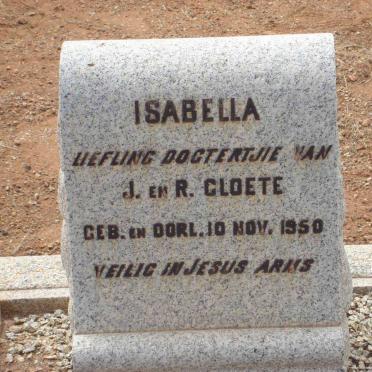 ISABELLA
LIEFLING DOGTERTJIE VAN
J. EN R. CLOETE
GEB. EN OORL. 10 NOV. 1950
VEILIG IN JESUS ARMS